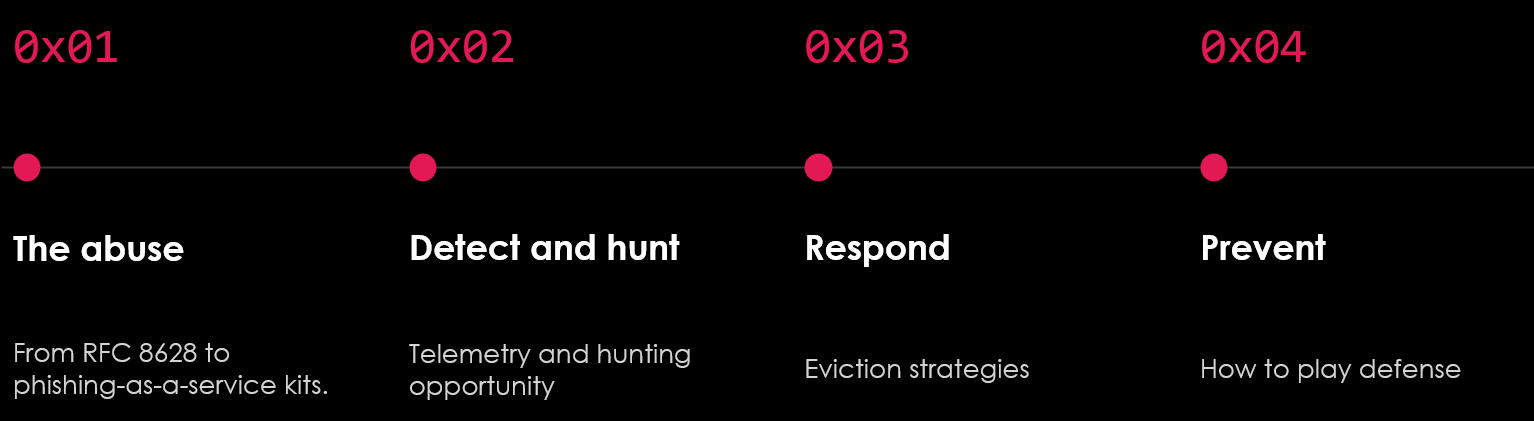 0x01
0x02
0x03
0x04
The abuse
Detect and hunt
Respond
Prevent
From RFC 8628 to
phishing-as-a-service kits.
Telemetry and hunting
opportunity
Eviction strategies
How to play defense